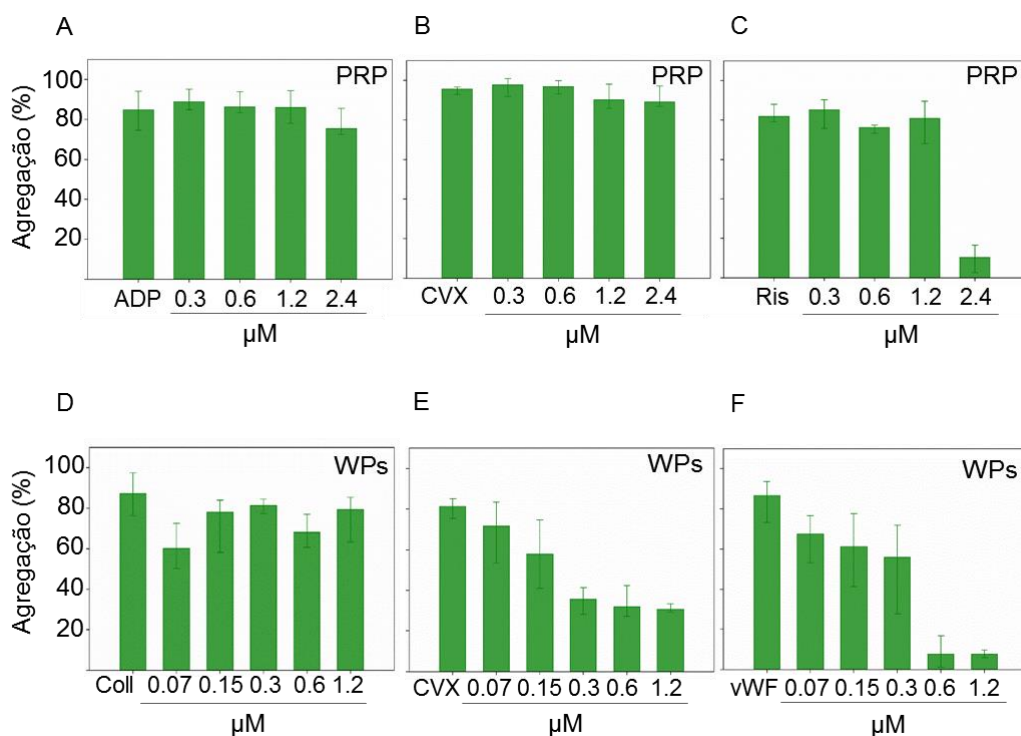 A
B
C
Agregação (%)
100
80
60
40
20
PRP
PRP
PRP
ADP 0.3 0.6 1.2 2.4
CVX 0.3 0.6 1.2 2.4
Ris 0.3 0.6 1.2 2.4
µM
µM
µM
D
E
F
Agregação (%)
100
80
60
40
20
WPs
WPs
WPs
Coll 0.07 0.15 0.3 0.6 1.2
CVX 0.07 0.15 0.3 0.6 1.2
vWF 0.07 0.15 0.3 0.6 1.2
µM
µM
µM